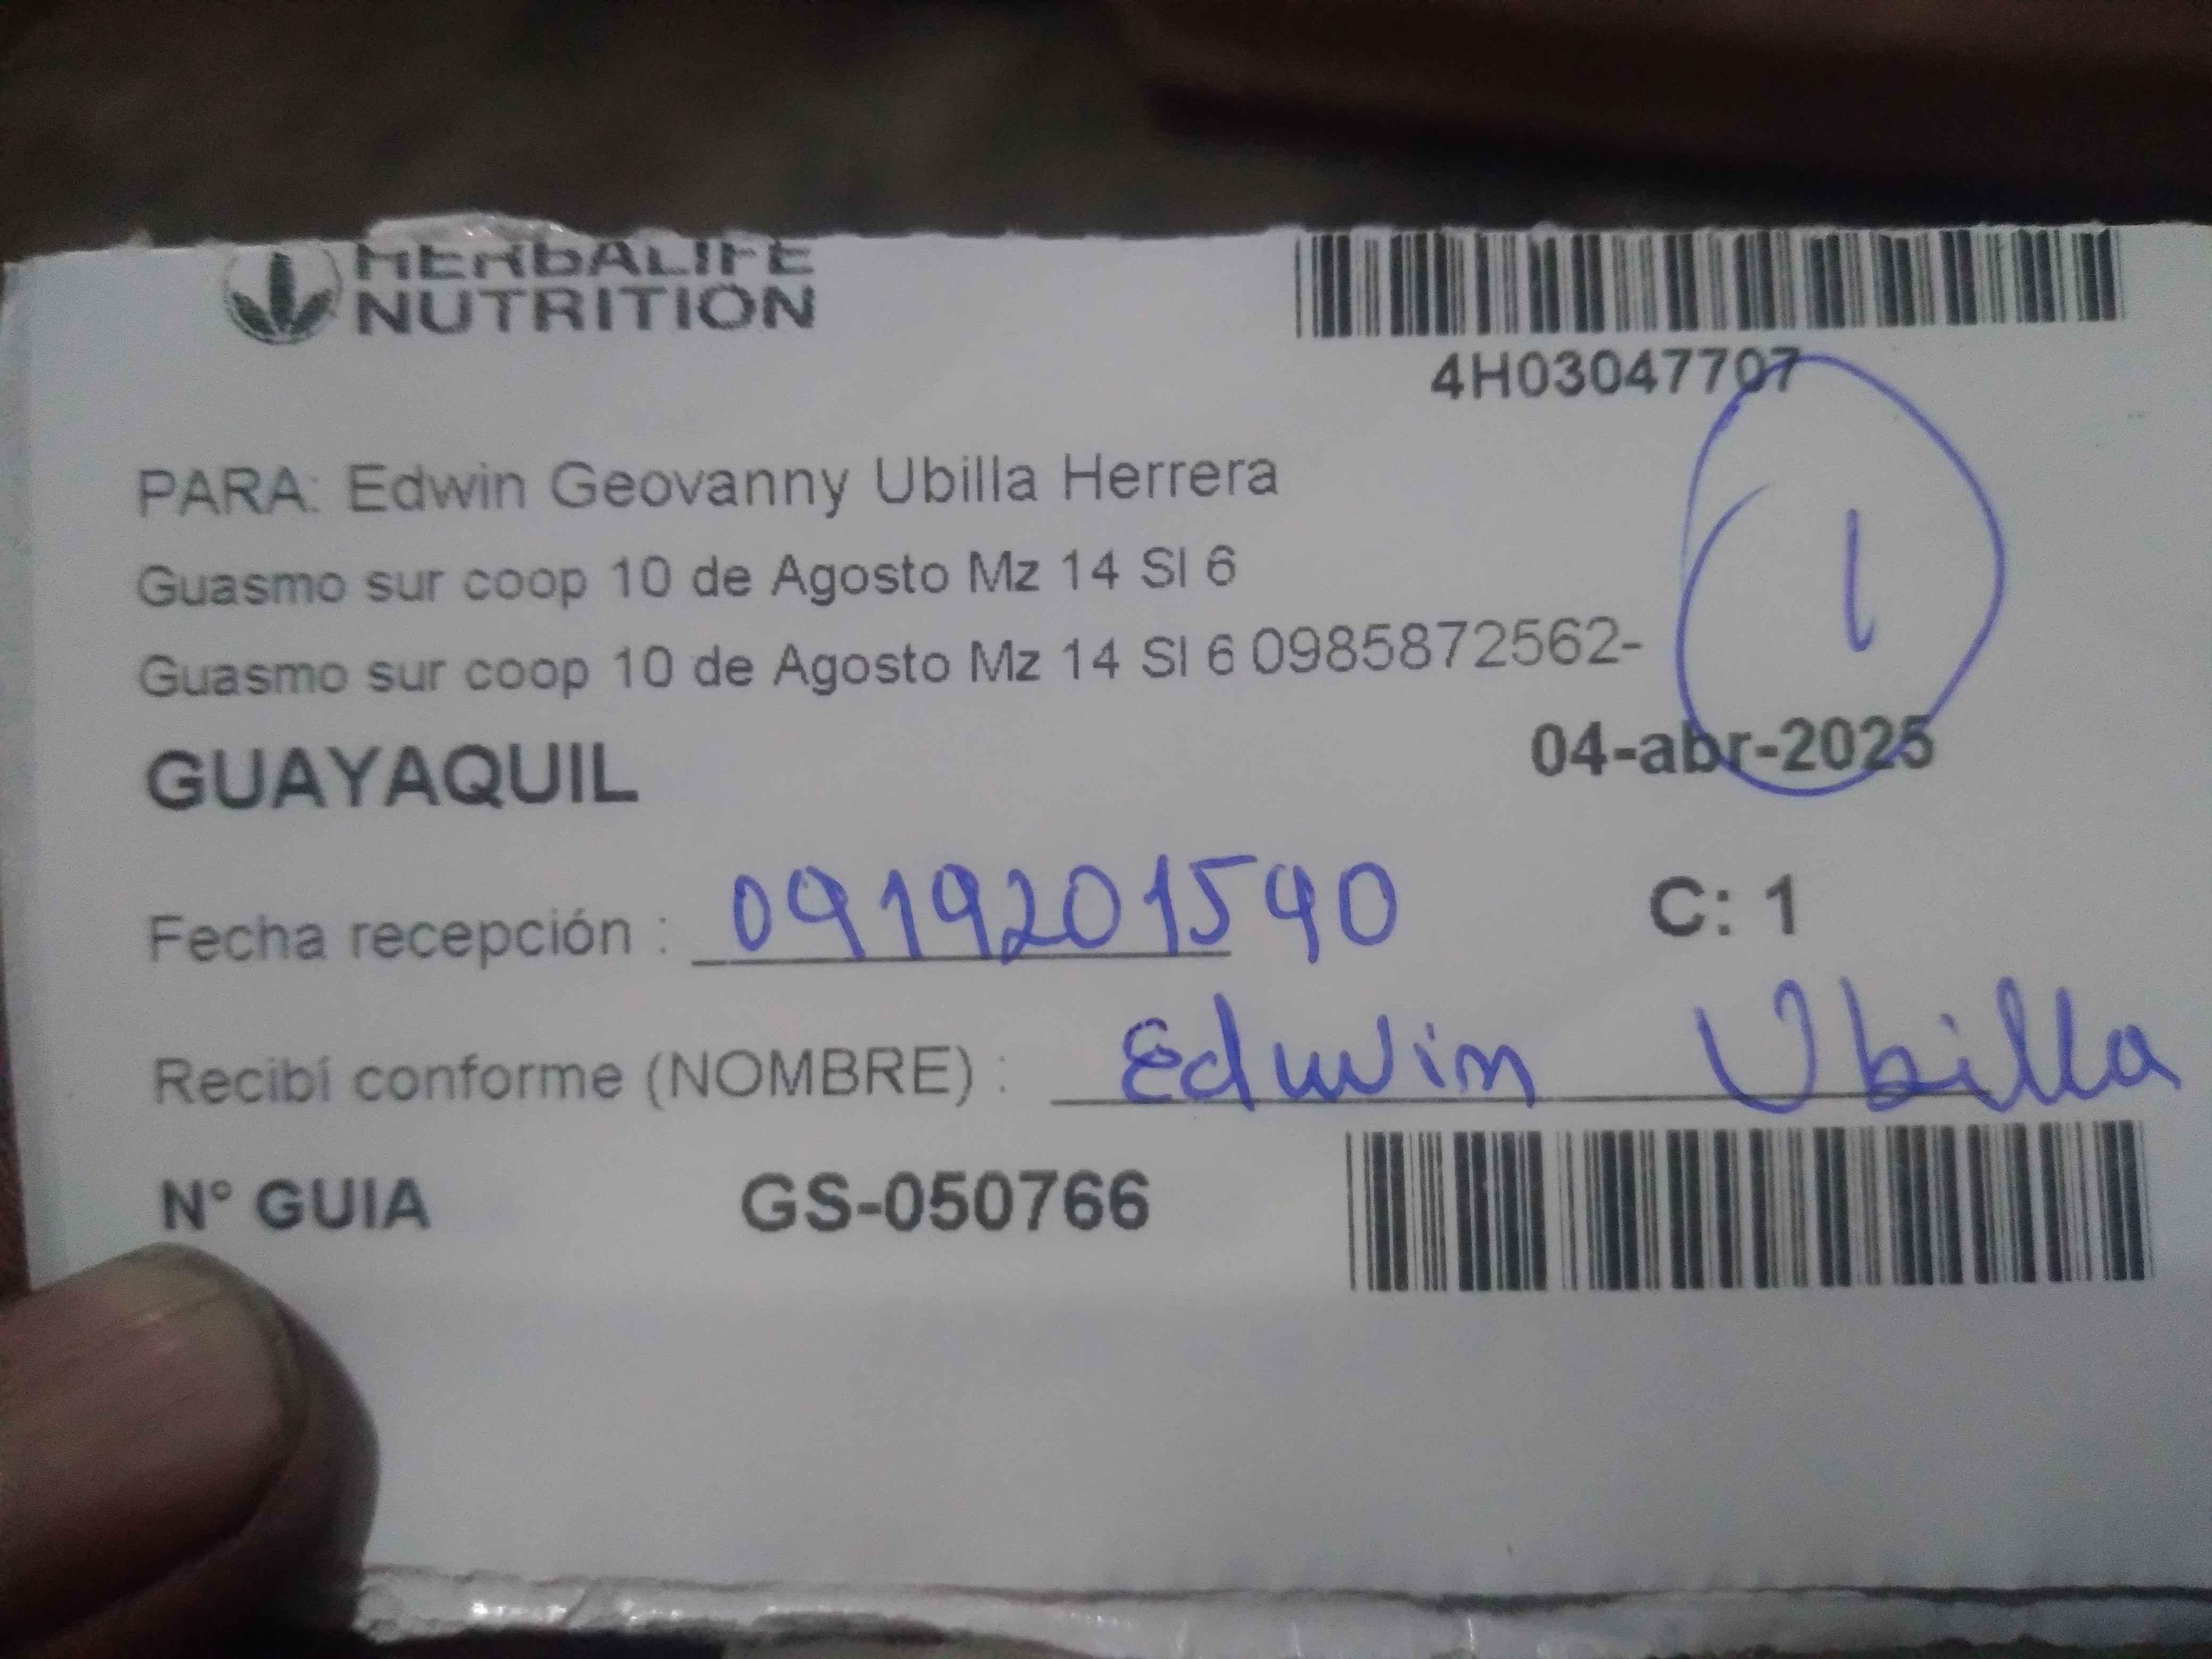 HERBALIFE
NUTRITION
4H03047707
PARA: Edwin Geovanny Ubilla Herrera
1
Guasmo sur coop 10 de Agosto Mz 14 Sl 6
Guasmo sur coop 10 de Agosto Mz 14 Sl 6 0985872562-
GUAYAQUIL 04-abr-2025
Fecha recepción : 0919201590 C: 1
Recibí conforme (NOMBRE) : Edwin Ubilla
N° GUIA GS-050766